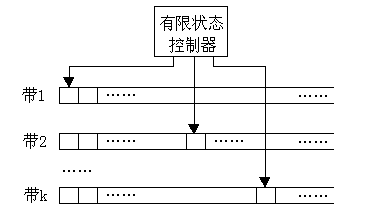 有限状态
控制器
带1 …… ……
带2 …… …… ……
……
带k …… …… ……